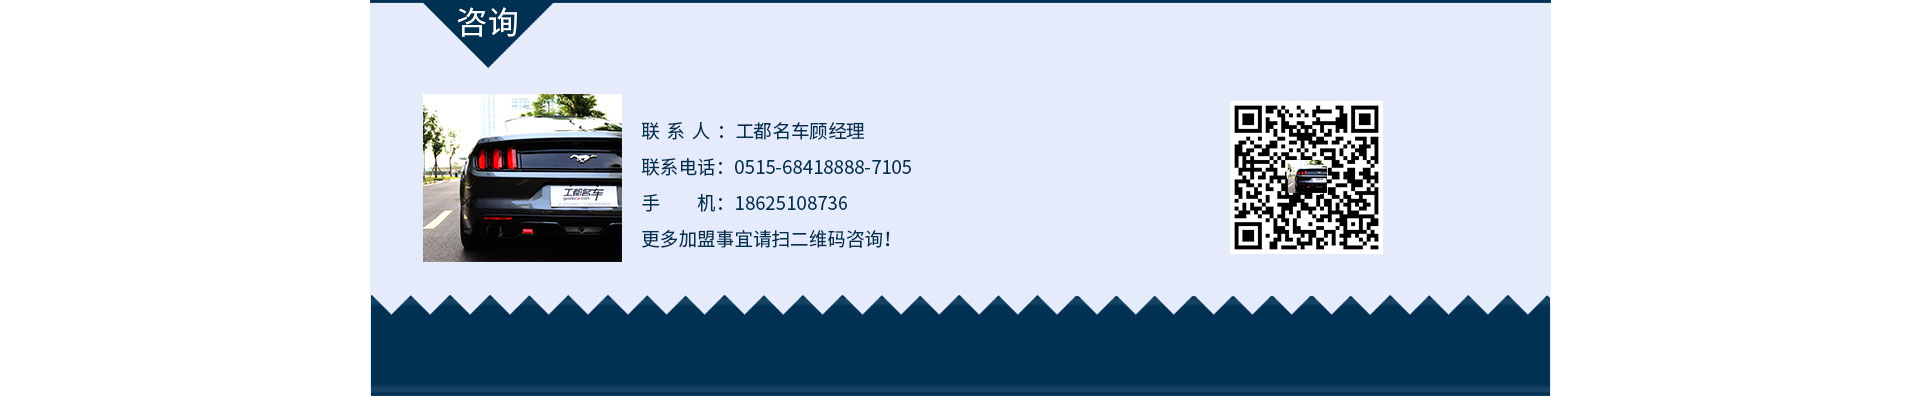 咨询
联 系 人 ：工都名车顾经理
联系电话：0515-68418888-7105
手　　机：18625108736
更多加盟事宜请扫二维码咨询！
工都名车